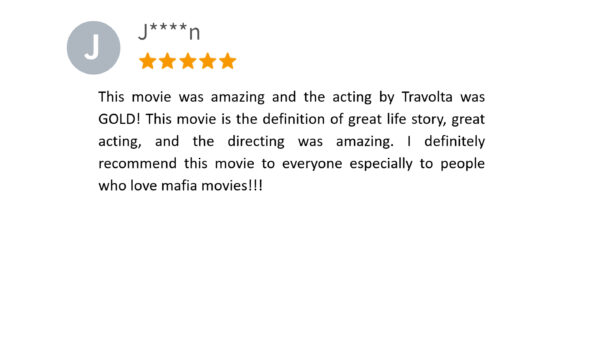 J
J****n
This movie was amazing and the acting by Travolta was
GOLD! This movie is the definition of great life story, great
acting, and the directing was amazing. I definitely
recommend this movie to everyone especially to people
who love mafia movies!!!